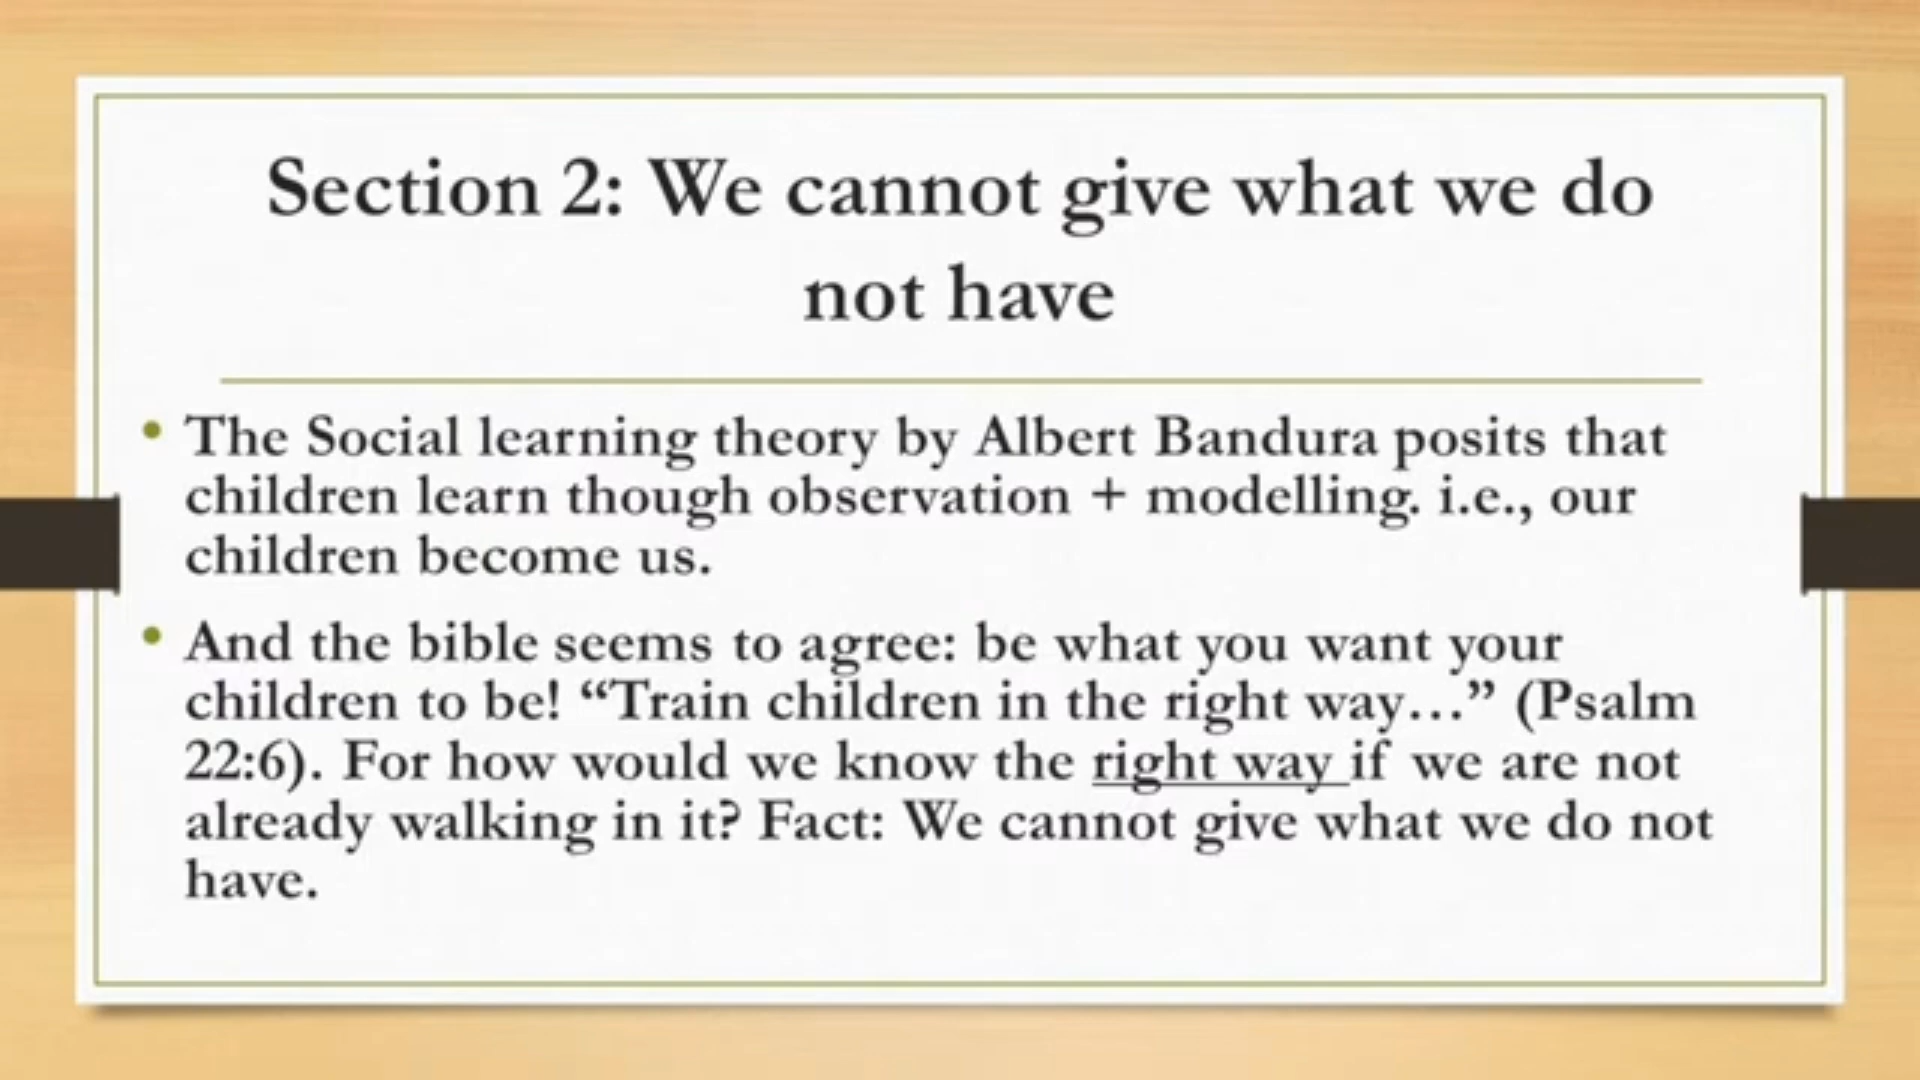 Section 2: We cannot give what we do
not have
• The Social learning theory by Albert Bandura posits that
children learn though observation + modelling. i.e., our
children become us.
• And the bible seems to agree: be what you want your
children to be! “Train children in the right way…” (Psalm
22:6). For how would we know the right way if we are not
already walking in it? Fact: We cannot give what we do not
have.